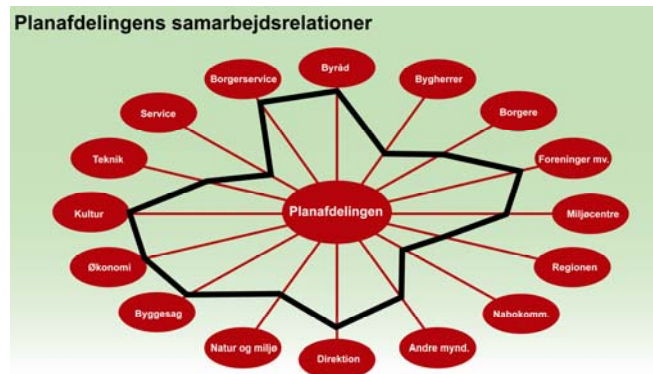 Planafdelingens samarbejdsrelationer
Byråd
Borgerservice
Bygherrer
Service
Borgere
Teknik
Foreninger mv.
Kultur
Planafdelingen
Miljøcentre
Økonomi
Regionen
Byggesag
Nabokomm.
Natur og miljø
Direktion
Andre mynd.